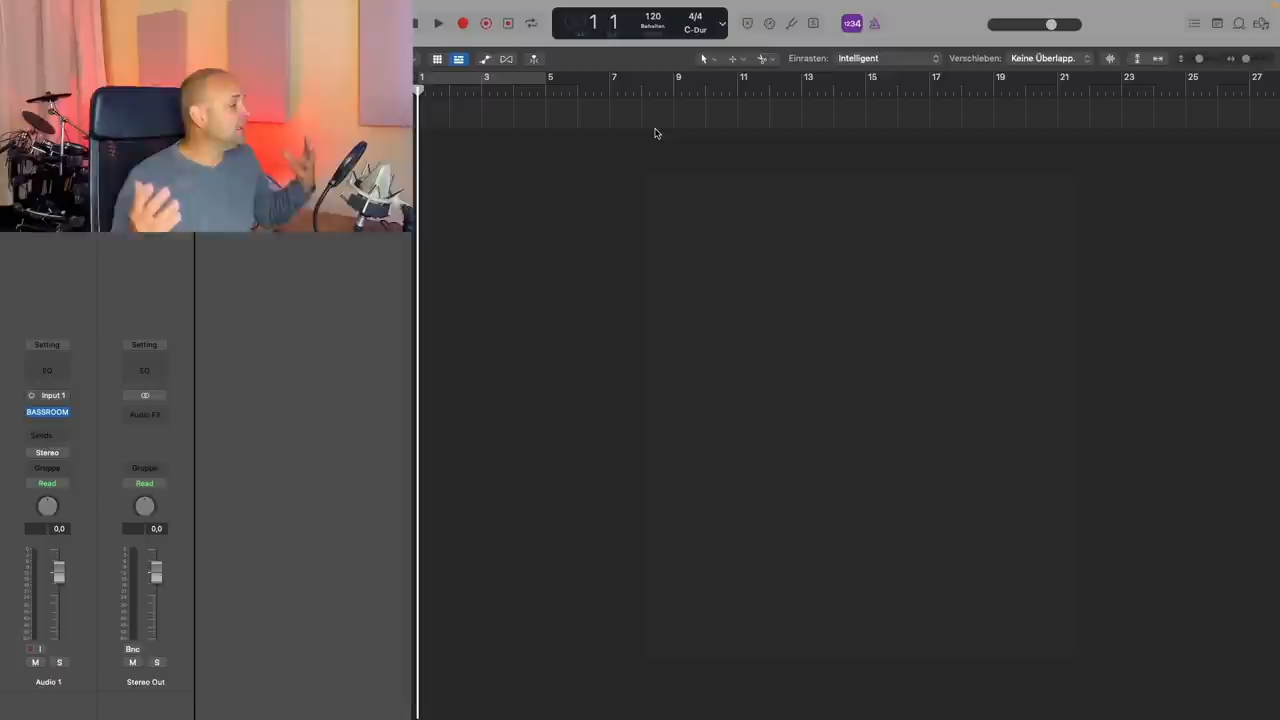 1 1
120
Behalten
4/4
C-Dur
1234
Einrasten: Intelligent
Verschieben: Keine Überlapp.
1 3 5 7 9 11 13 15 17 19 21 23 25 27
Setting Setting
EQ EQ
Input 1
BASSROOM Audio FX
Sends
Stereo
Gruppe Gruppe
Read Read
0,0 0,0
I Bnc
M S M S
Audio 1 Stereo Out